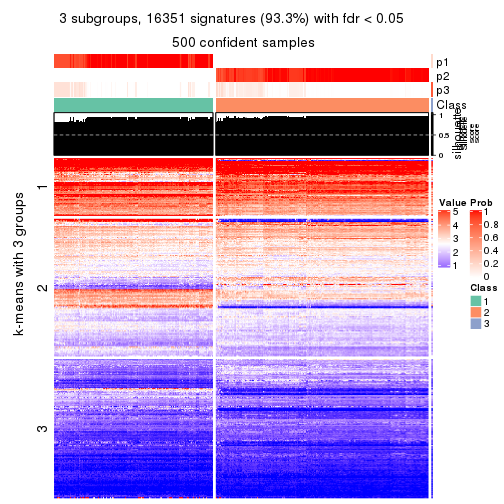 3 subgroups, 16351 signatures (93.3%) with fdr < 0.05
500 confident samples
p1
p2
p3
Class
silhouette
1
0.5
0
k-means with 3 groups
1
2
3
Value
5
4
3
2
1
Prob
1
0.8
0.6
0.4
0.2
0
Class
1
2
3